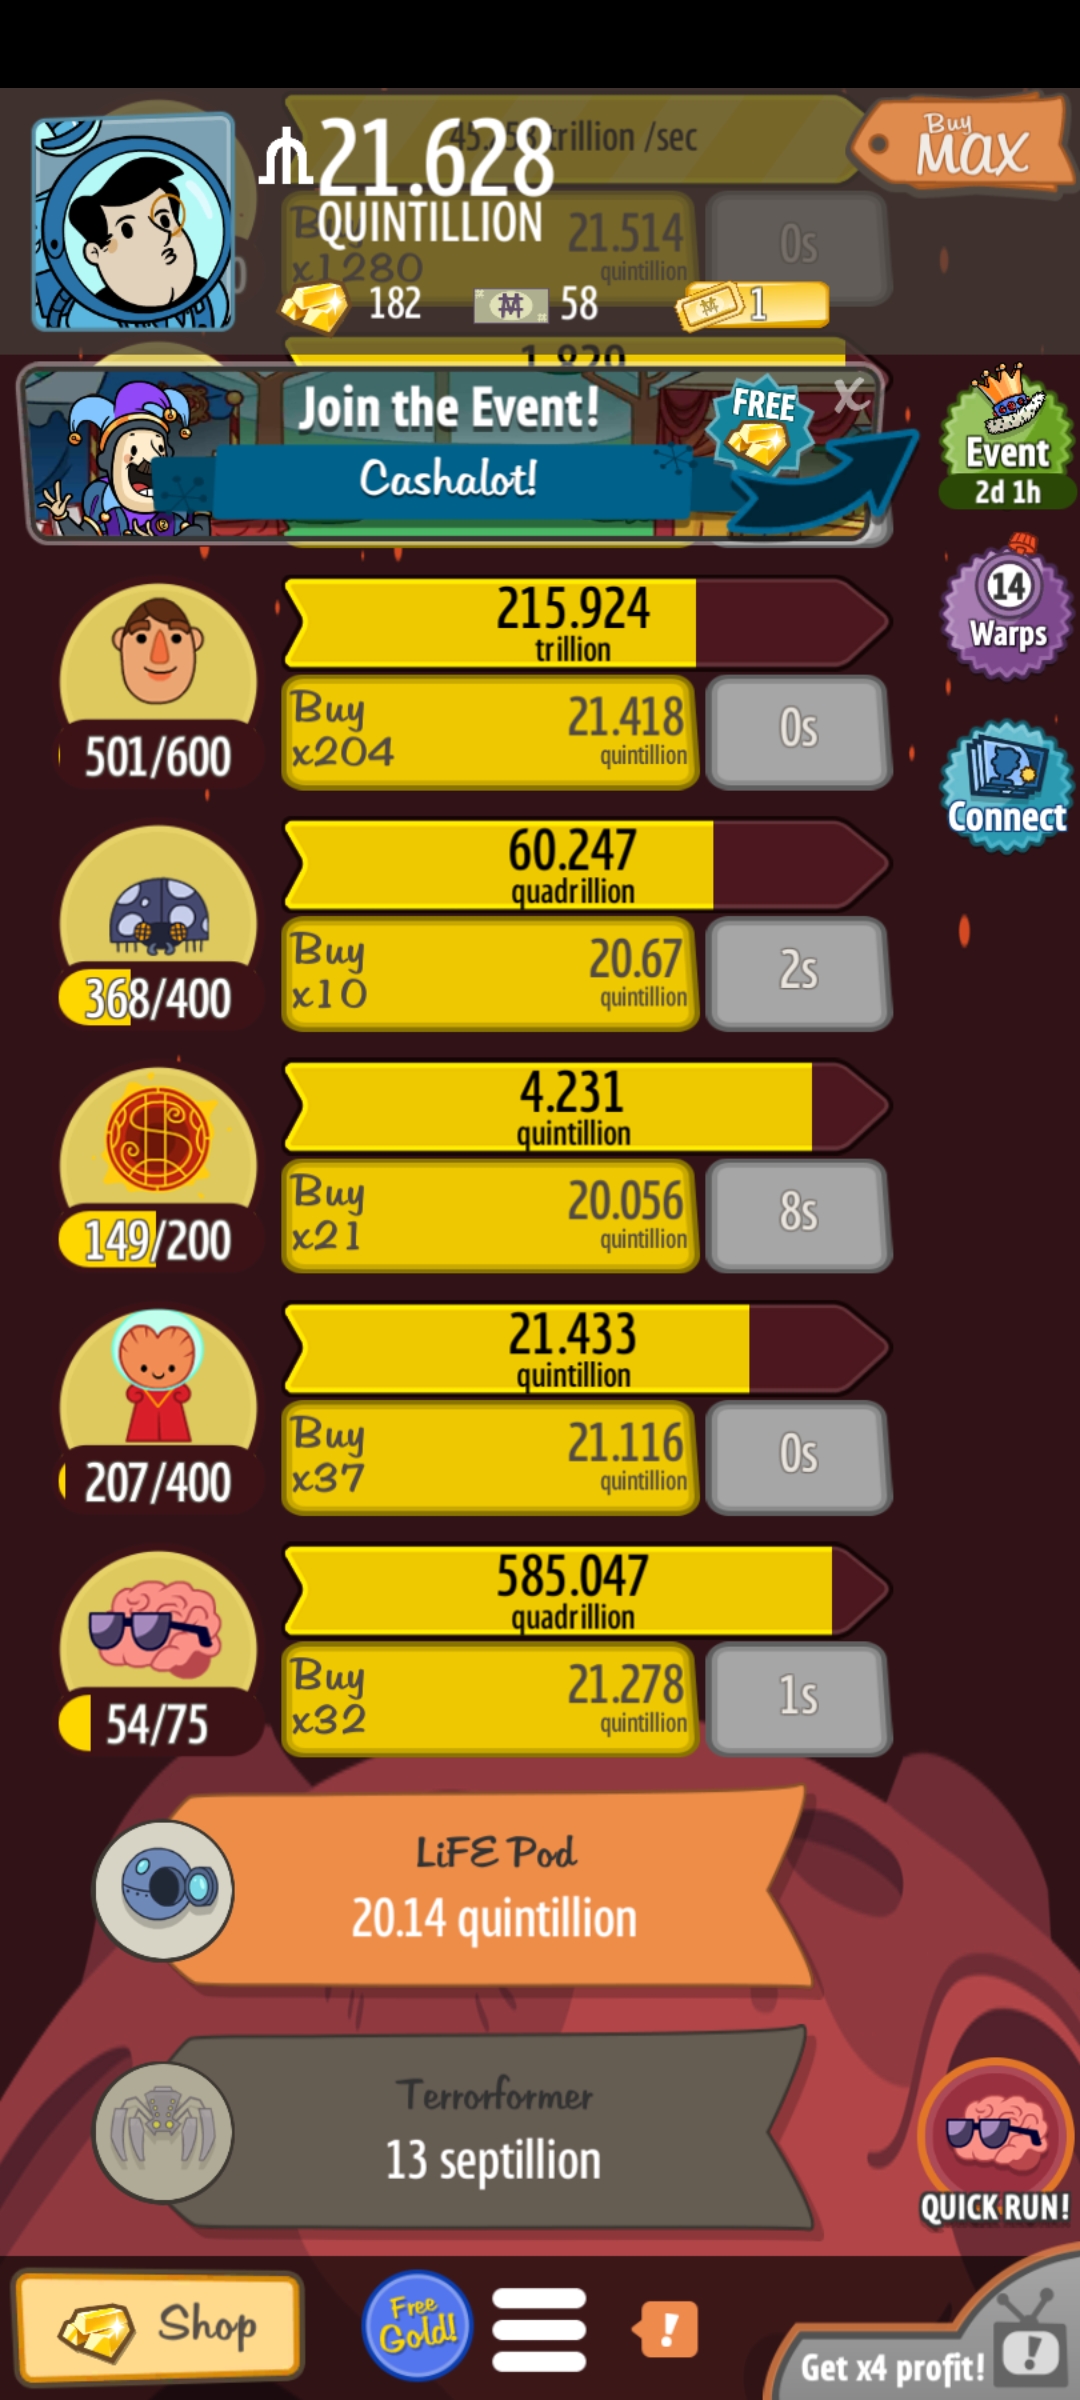 45.53 trillion /sec
Buy
MAX
21.628
QUINTILLION
Buy 21.514
x1280 quintillion
0s
182 58 1
1.820
Join the Event!
FREE
Cashalot!
Event
2d 1h
215.924
trillion
Buy 21.418
x204 quintillion
0s
501/600
14
Warps
Connect
60.247
quadrillion
Buy 20.67
x10 quintillion
2s
368/400
4.231
quintillion
Buy 20.056
x21 quintillion
8s
149/200
21.433
quintillion
Buy 21.116
x37 quintillion
0s
207/400
585.047
quadrillion
Buy 21.278
x32 quintillion
1s
54/75
LiFE Pod
20.14 quintillion
Terrorformer
13 septillion
QUICK RUN!
Shop
Free
Gold!
!
Get x4 profit!
!